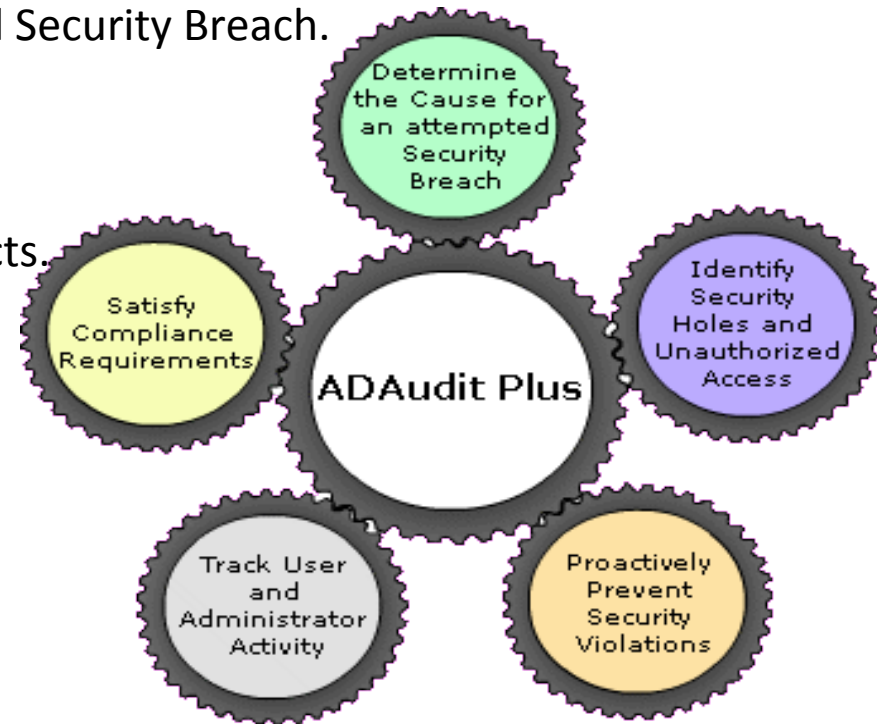 Security Breach.
Determine
the Cause for
an attempted
Security
Breach
cts.
Satisfy
Compliance
Requirements
Identify
Security
Holes and
Unauthorized
Access
ADAudit Plus
Track User
and
Administrator
Activity
Proactively
Prevent
Security
Violations